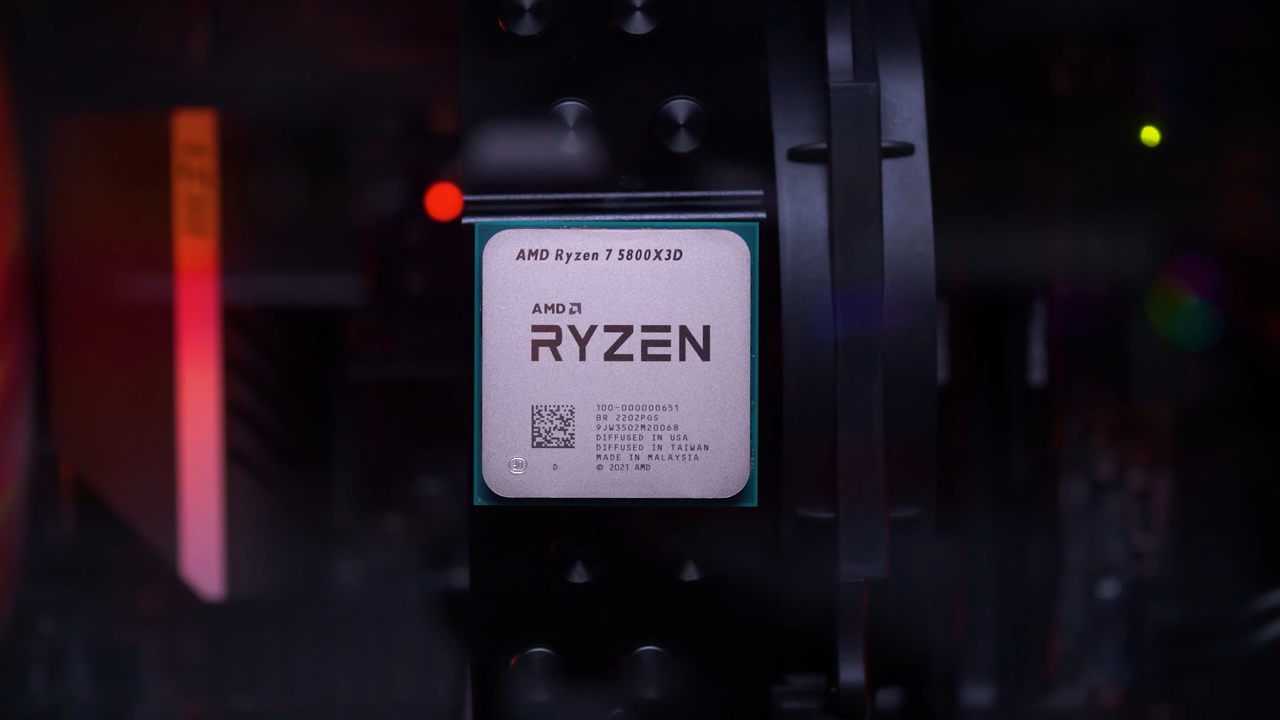 AMD Ryzen 7 5800X3D
AMD
RYZEN
100-000000651
BR 2202PGS
9JW3502M20068
DIFFUSED IN USA
DIFFUSED IN TAIWAN
MADE IN MALAYSIA
© 2021 AMD
D